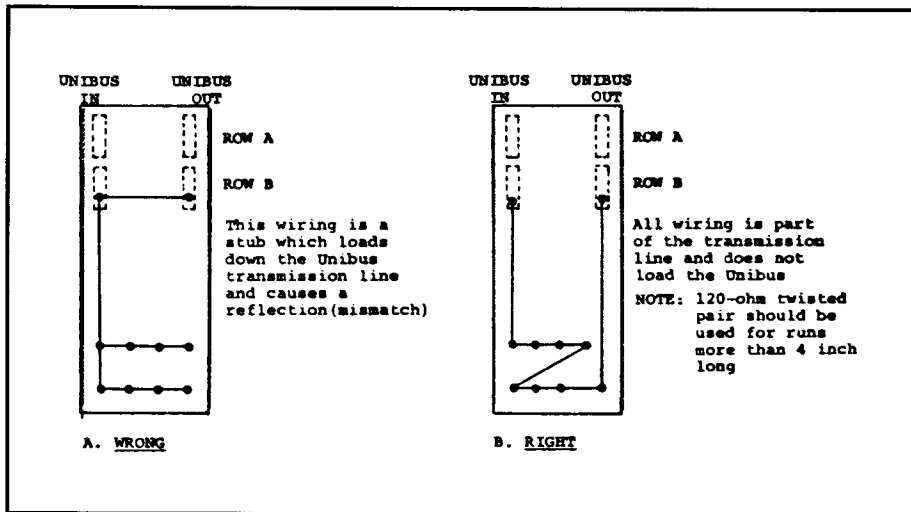 UNIBUS IN
UNIBUS OUT
ROW A
ROW B
This wiring is a
stub which loads
down the Unibus
transmission line
and causes a
reflection(mismatch)
A. WRONG
UNIBUS IN
UNIBUS OUT
ROW A
ROW B
All wiring is part
of the transmission
line and does not
load the Unibus
NOTE: 120-ohm twisted
pair should be
used for runs
more than 4 inch
long
B. RIGHT